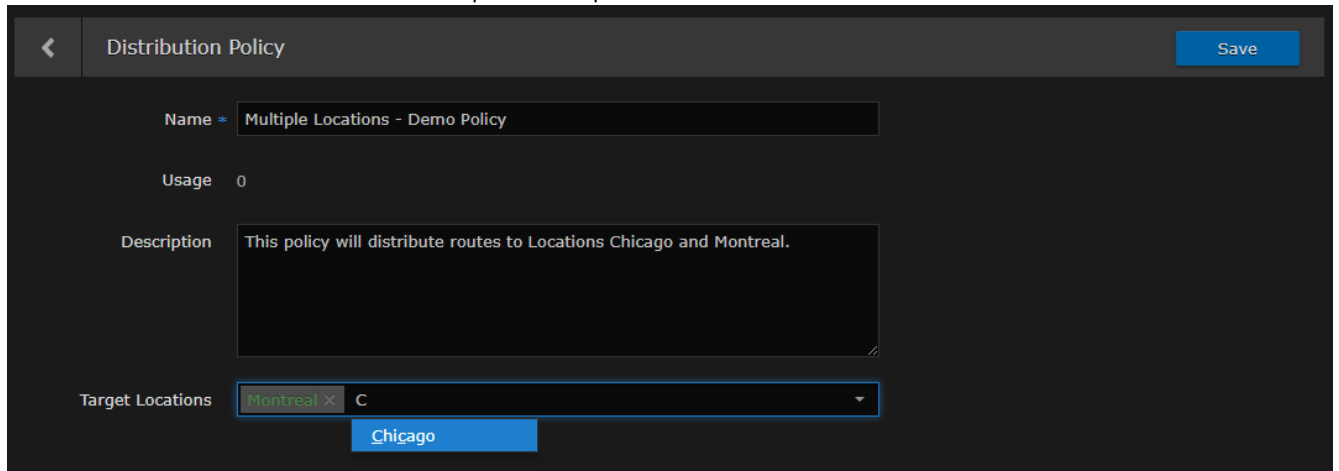 Distribution Policy
Save
Name * Multiple Locations - Demo Policy
Usage 0
Description This policy will distribute routes to Locations Chicago and Montreal.
Target Locations Montreal × C
Chicago